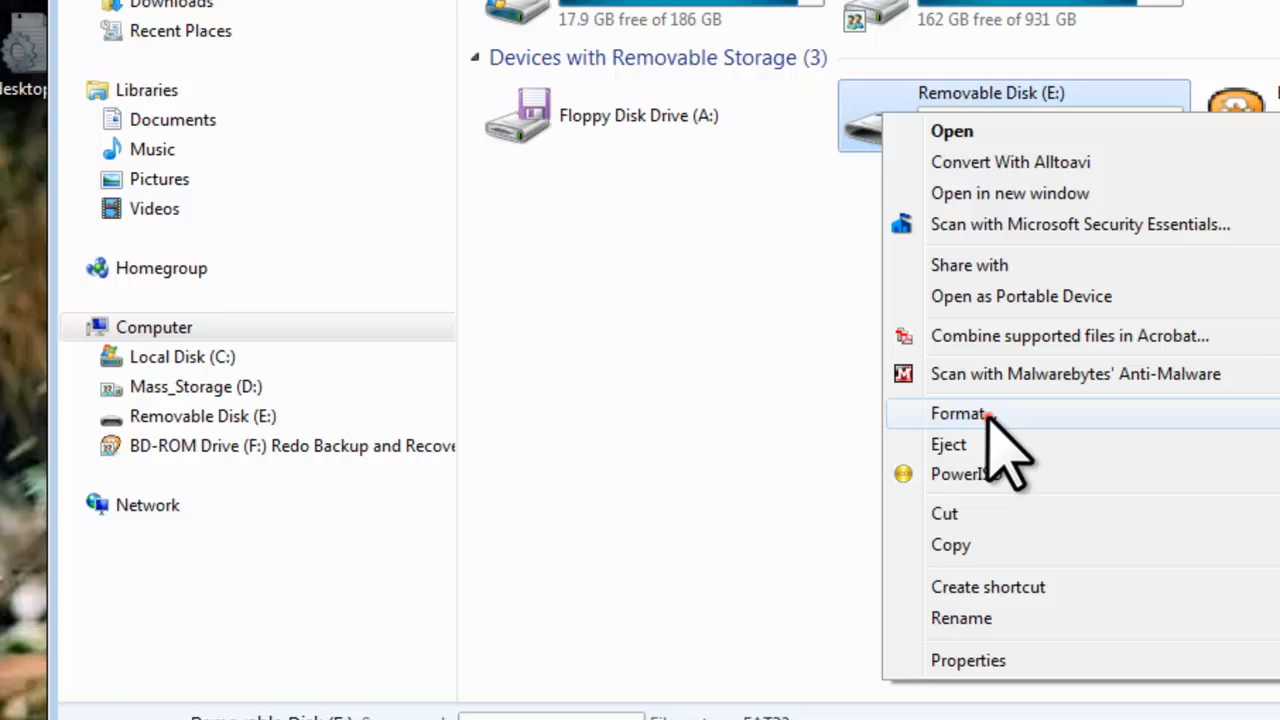 Downloads
Recent Places
desktop
Libraries
Documents
Music
Pictures
Videos
Homegroup
Computer
Local Disk (C:)
Mass_Storage (D:)
Removable Disk (E:)
BD-ROM Drive (F:) Redo Backup and Recove
Network
17.9 GB free of 186 GB
162 GB free of 931 GB
Devices with Removable Storage (3)
Floppy Disk Drive (A:)
Removable Disk (E:)
Open
Convert With Alltoavi
Open in new window
Scan with Microsoft Security Essentials...
Share with
Open as Portable Device
Combine supported files in Acrobat...
Scan with Malwarebytes' Anti-Malware
Format...
Eject
PowerISO
Cut
Copy
Create shortcut
Rename
Properties
Removable Disk (E:)